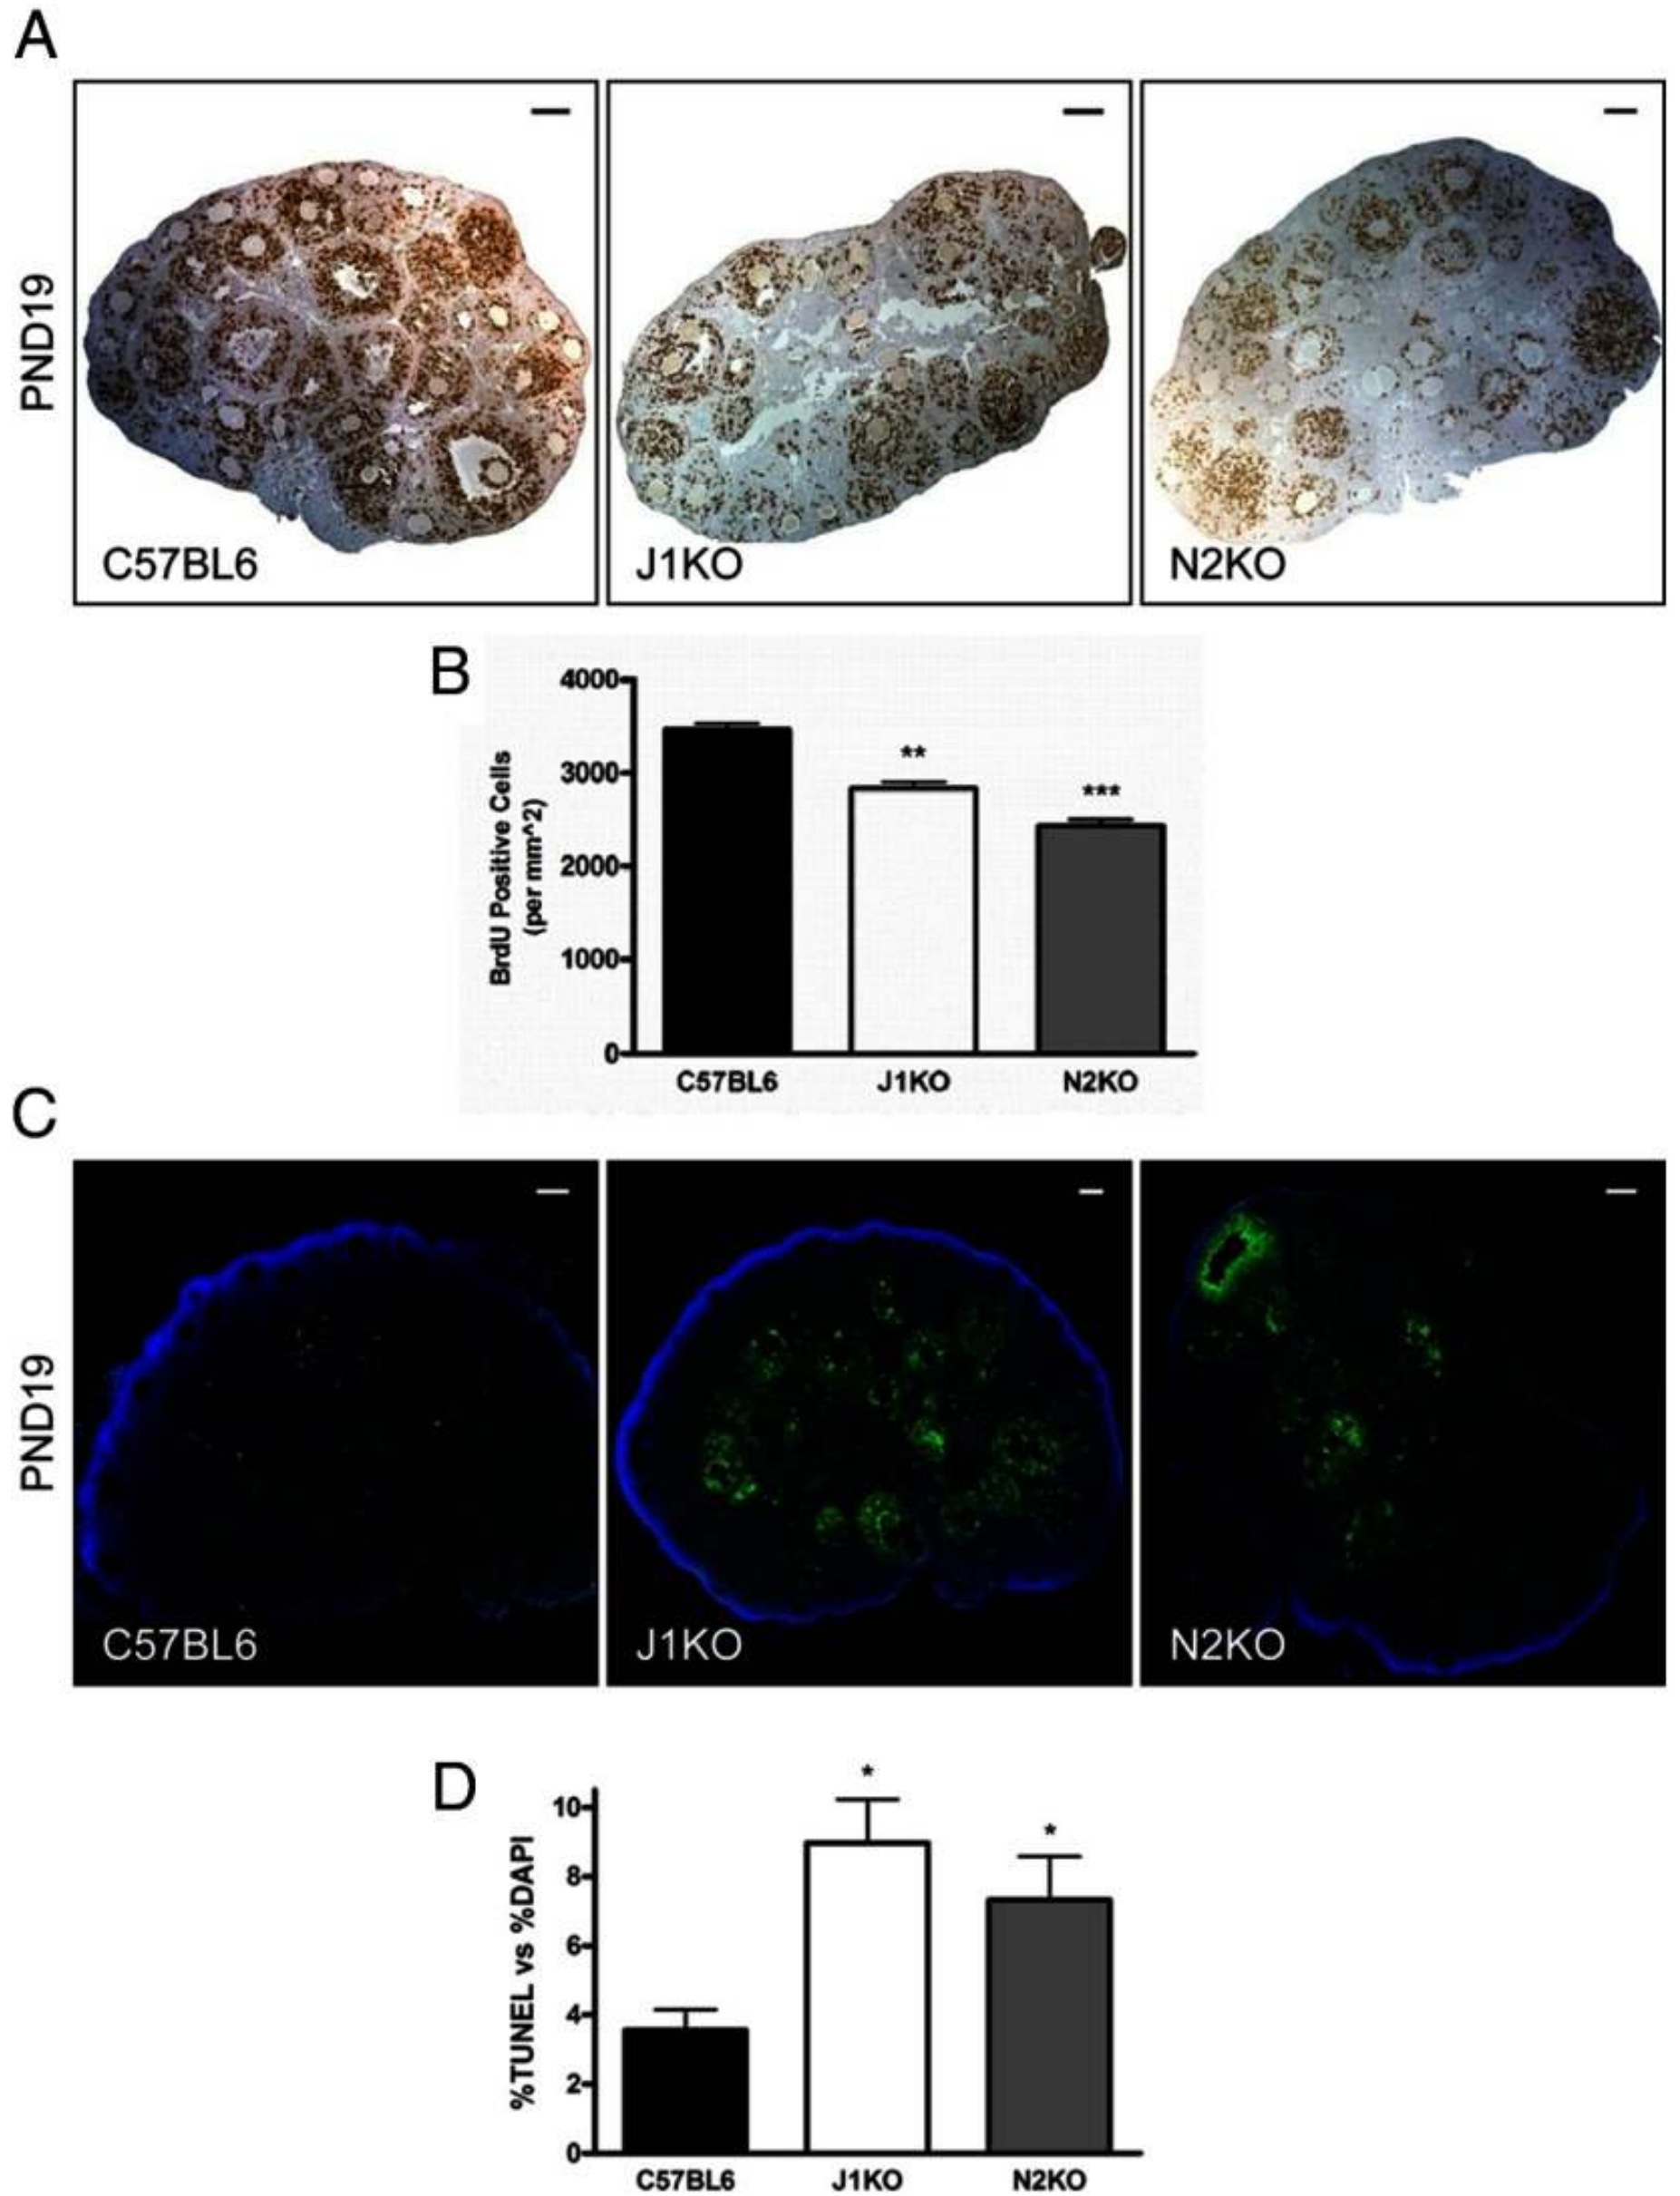 A
PND19
C57BL6
J1KO
N2KO
B
BrdU Positive Cells
(per mm^2)
4000
3000
2000
1000
0
**
***
C57BL6
J1KO
N2KO
C
PND19
C57BL6
J1KO
N2KO
D
%TUNEL vs %DAPI
10
8
6
4
2
0
*
*
C57BL6
J1KO
N2KO